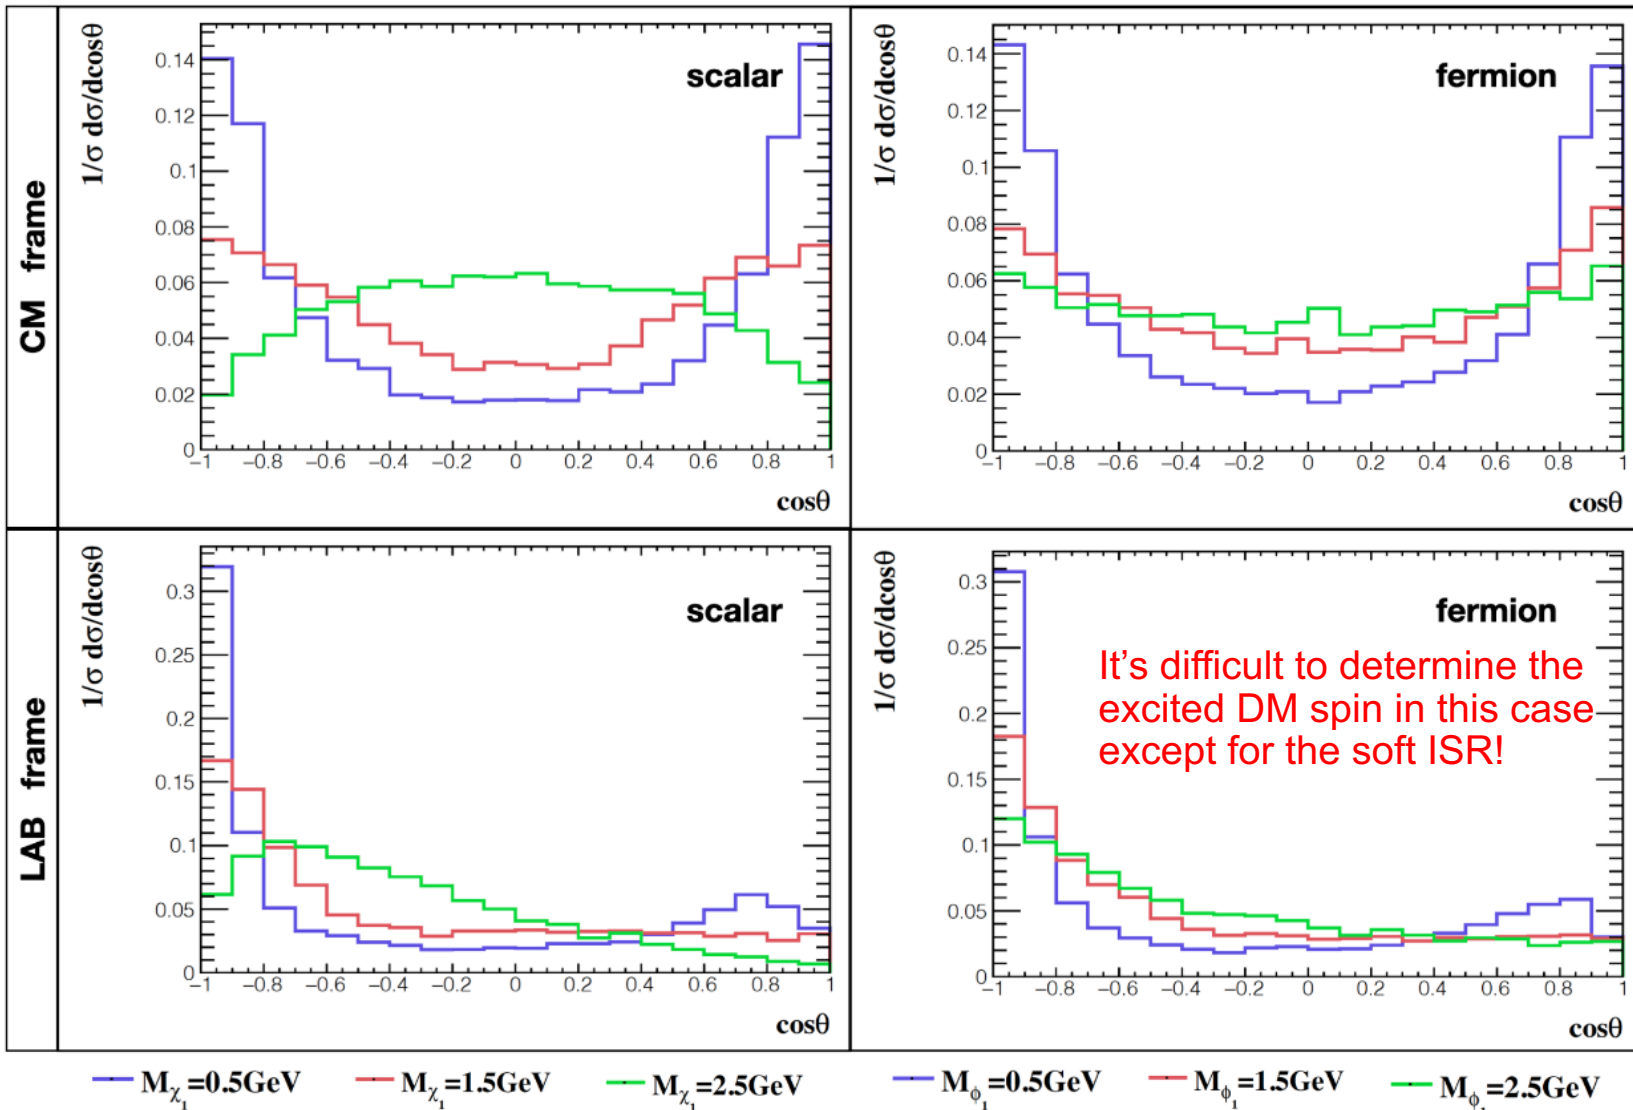 CM frame
1/σ dσ/dcosθ
scalar
0.14
0.12
0.1
0.08
0.06
0.04
0.02
0
−1 −0.8 −0.6 −0.4 −0.2 0 0.2 0.4 0.6 0.8 1
cosθ
1/σ dσ/dcosθ
fermion
0.14
0.12
0.1
0.08
0.06
0.04
0.02
0
−1 −0.8 −0.6 −0.4 −0.2 0 0.2 0.4 0.6 0.8 1
cosθ
LAB frame
1/σ dσ/dcosθ
scalar
0.3
0.25
0.2
0.15
0.1
0.05
0
−1 −0.8 −0.6 −0.4 −0.2 0 0.2 0.4 0.6 0.8 1
cosθ
1/σ dσ/dcosθ
fermion
It's difficult to determine the
excited DM spin in this case
except for the soft ISR!
0.3
0.25
0.2
0.15
0.1
0.05
0
−1 −0.8 −0.6 −0.4 −0.2 0 0.2 0.4 0.6 0.8 1
cosθ
M_χ₁=0.5GeV M_χ₁=1.5GeV M_χ₁=2.5GeV M_ϕ₁=0.5GeV M_ϕ₁=1.5GeV M_ϕ=2.5GeV